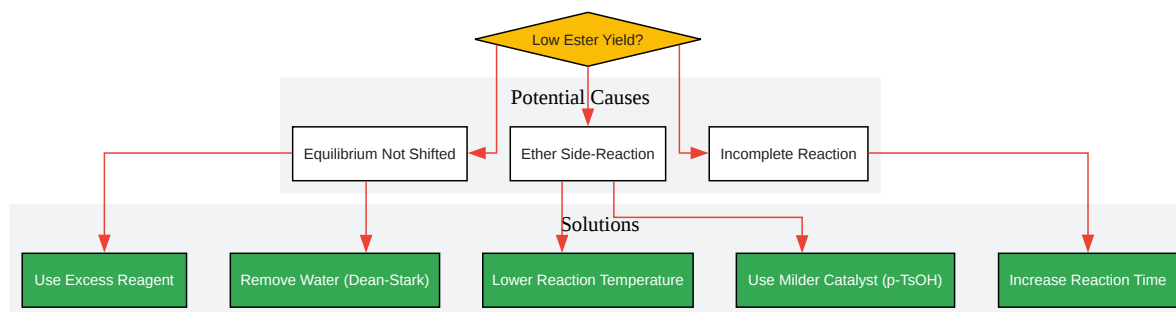 Low Ester Yield?
Potential Causes
Equilibrium Not Shifted
Ether Side-Reaction
Incomplete Reaction
Solutions
Use Excess Reagent
Remove Water (Dean-Stark)
Lower Reaction Temperature
Use Milder Catalyst (p-TsOH)
Increase Reaction Time